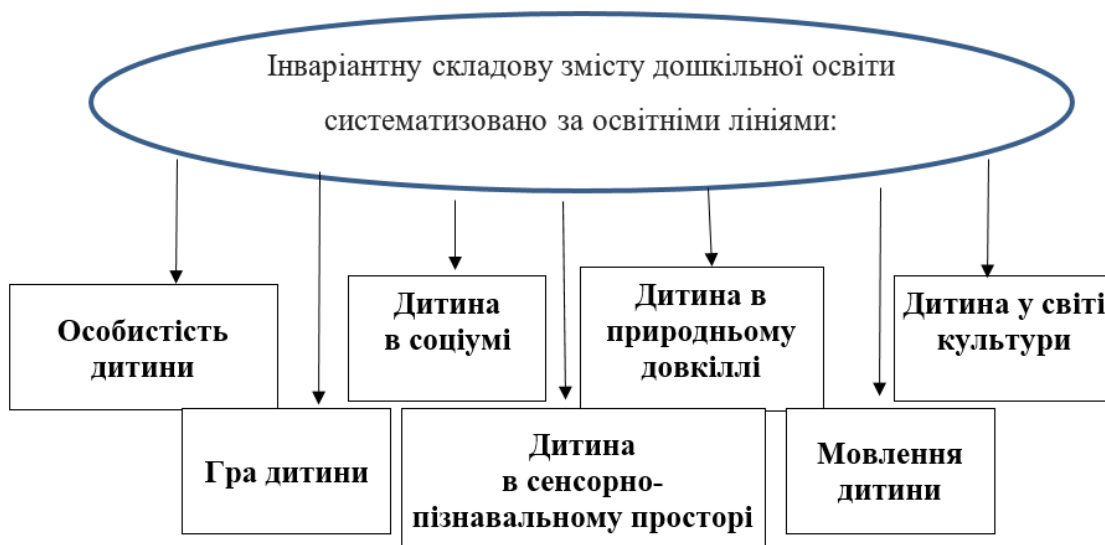 Інваріантну складову змісту дошкільної освіти
систематизовано за освітніми лініями:
Особистість
дитини
Дитина
в соціумі
Дитина в
природньому
довкіллі
Дитина у світі
культури
Гра дитини
Дитина
в сенсорно-
пізнавальному просторі
Мовлення
дитини